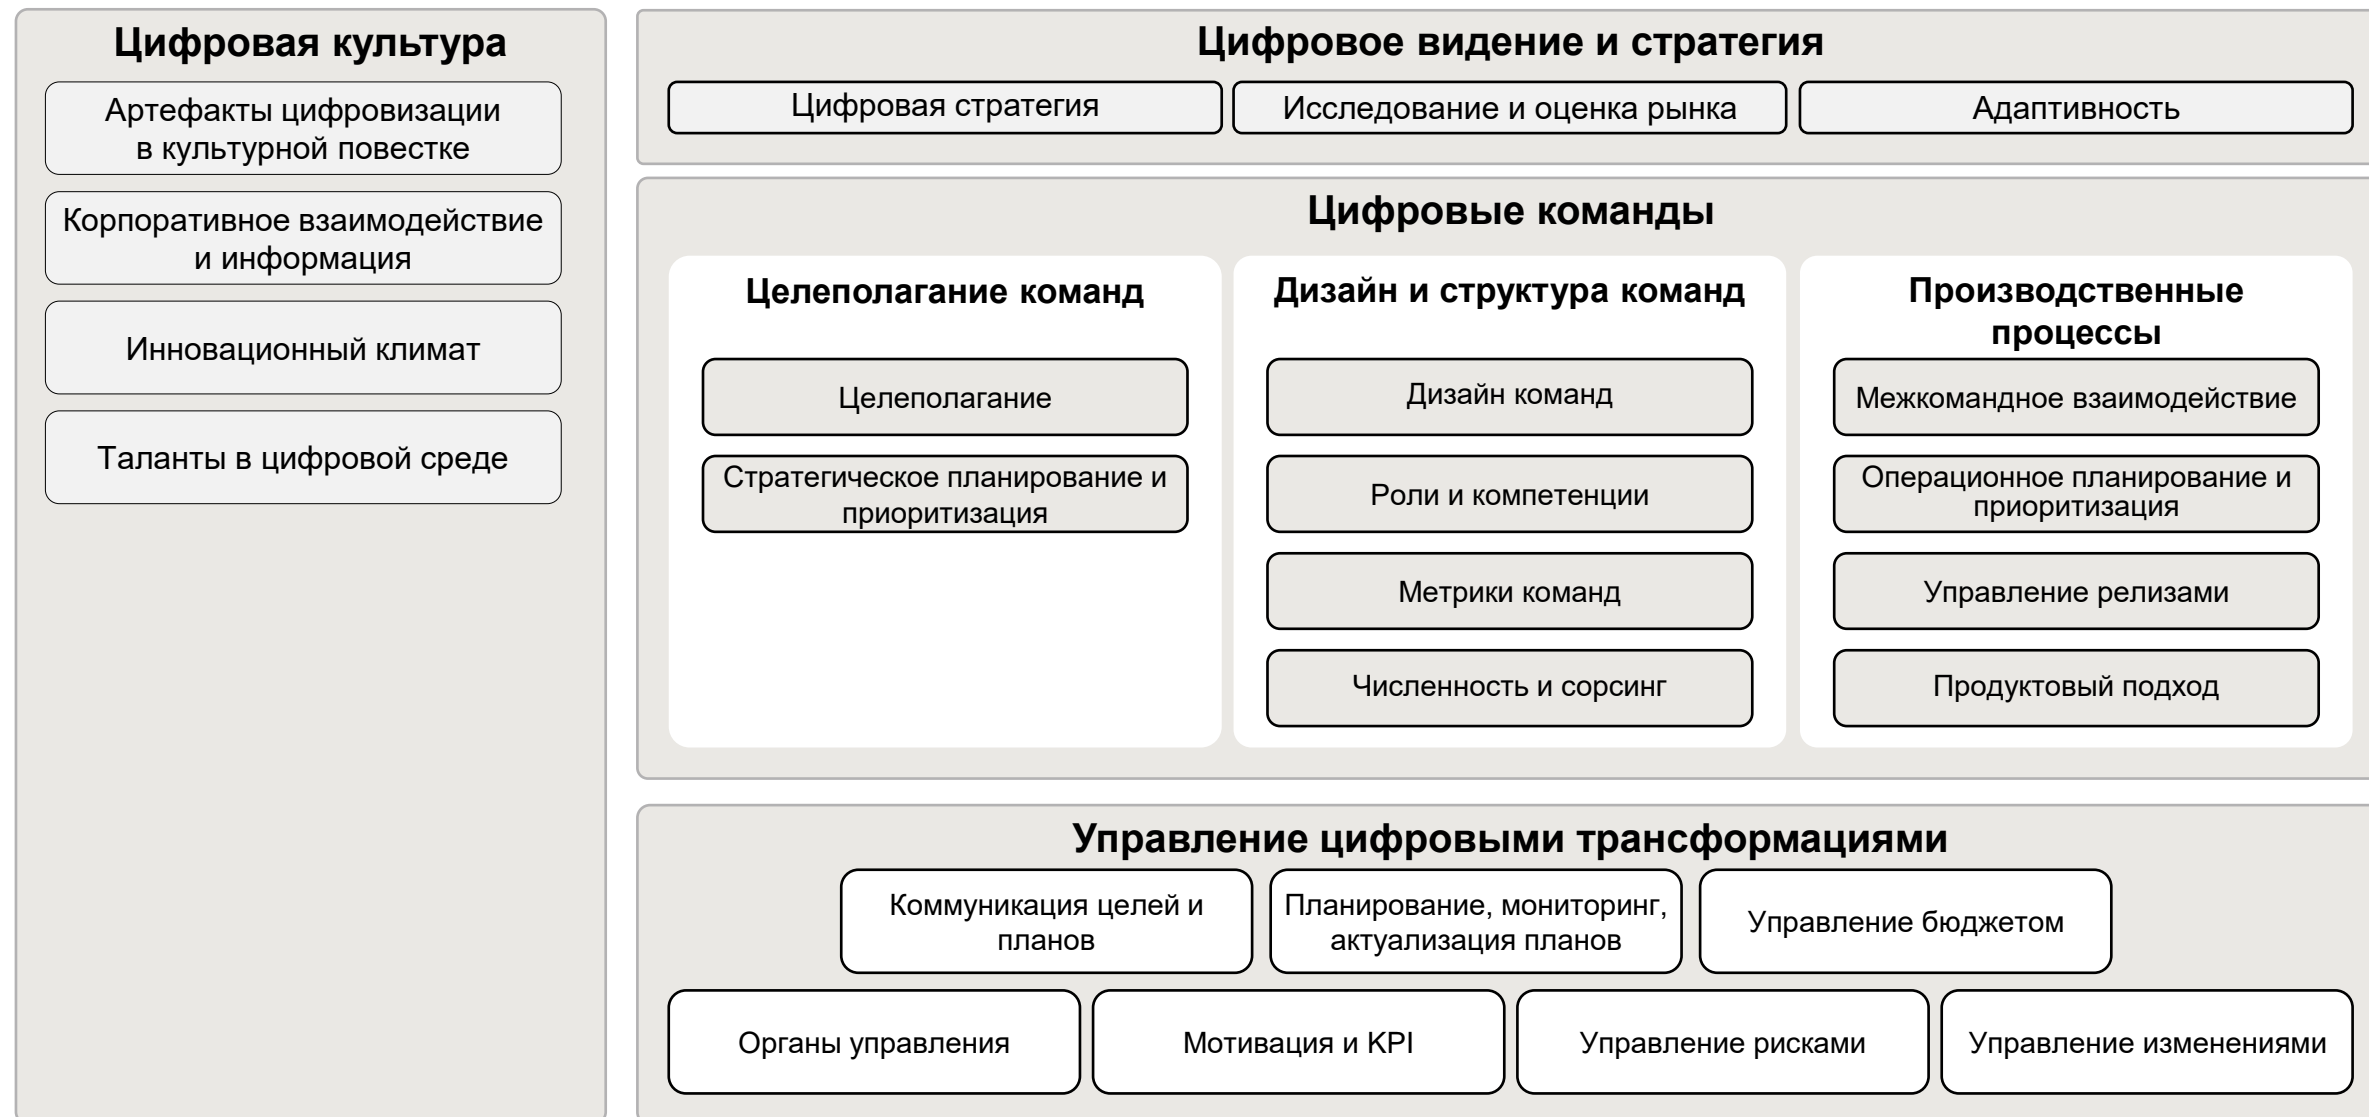 Цифровая культура
Артефакты цифровизации
в культурной повестке
Корпоративное взаимодействие
и информация
Инновационный климат
Таланты в цифровой среде
Цифровое видение и стратегия
Цифровая стратегия
Исследование и оценка рынка
Адаптивность
Цифровые команды
Целеполагание команд
Целеполагание
Стратегическое планирование и
приоритизация
Дизайн и структура команд
Дизайн команд
Роли и компетенции
Метрики команд
Численность и сорсинг
Производственные
процессы
Межкомандное взаимодействие
Операционное планирование и
приоритизация
Управление релизами
Продуктовый подход
Управление цифровыми трансформациями
Коммуникация целей и
планов
Планирование, мониторинг,
актуализация планов
Управление бюджетом
Органы управления
Мотивация и KPI
Управление рисками
Управление изменениями